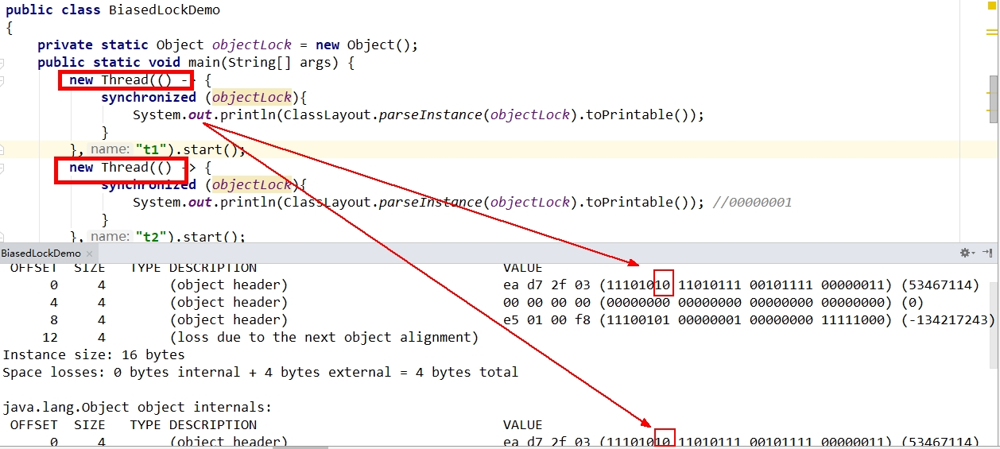 public class BiasedLockDemo
{
private static Object objectLock = new Object();
public static void main(String[] args) {
new Thread(() -> {
synchronized (objectLock){
System.out.println(ClassLayout.parseInstance(objectLock).toPrintable());
}
}, name: "t1").start();
new Thread(() -> {
synchronized (objectLock){
System.out.println(ClassLayout.parseInstance(objectLock).toPrintable()); //00000001
}
}, name: "t2").start();
BiasedLockDemo ×
OFFSET SIZE TYPE DESCRIPTION VALUE
0 4 (object header) ea d7 2f 03 (11101010 11010111 00101111 00000011) (53467114)
4 4 (object header) 00 00 00 00 (00000000 00000000 00000000 00000000) (0)
8 4 (object header) e5 01 00 f8 (11100101 00000001 00000000 11111000) (-134217243)
12 4 (loss due to the next object alignment)
Instance size: 16 bytes
Space losses: 0 bytes internal + 4 bytes external = 4 bytes total
java.lang.Object object internals:
OFFSET SIZE TYPE DESCRIPTION VALUE
0 4 (object header) ea d7 2f 03 (11101010 11010111 00101111 00000011) (53467114)